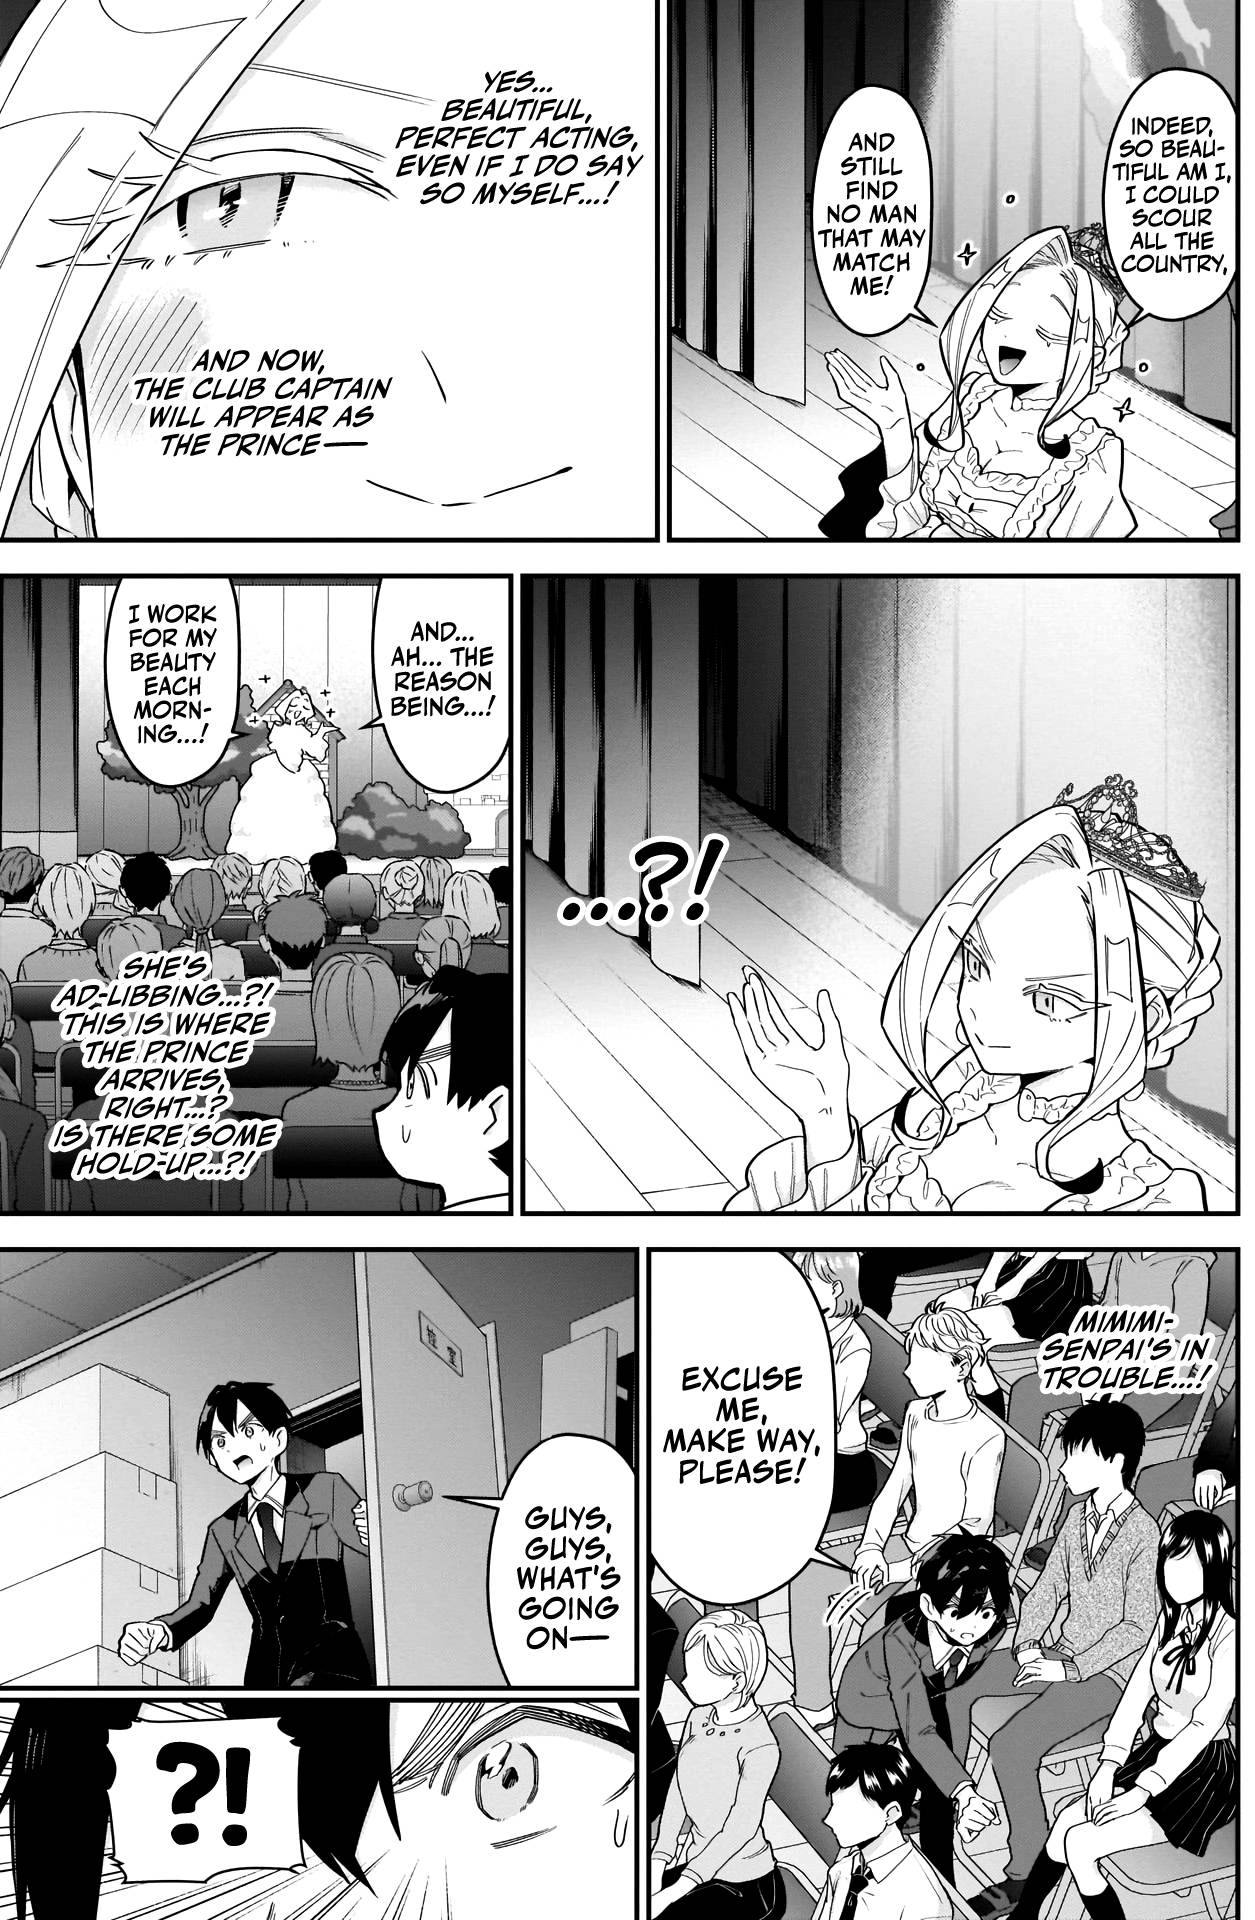 INDEED,
SO BEAU-
TIFUL AM I,
I COULD
SCOUR
ALL THE
COUNTRY,
AND
STILL
FIND
NO MAN
THAT MAY
MATCH
ME!
YES...
BEAUTIFUL,
PERFECT ACTING,
EVEN IF I DO SAY
SO MYSELF...!
AND NOW,
THE CLUB CAPTAIN
WILL APPEAR AS
THE PRINCE—
...?!
AND...
AH... THE
REASON
BEING...!
I WORK
FOR MY
BEAUTY
EACH
MORN-
ING...!
SHE'S
AD-LIBBING...?!
THIS IS WHERE
THE PRINCE
ARRIVES,
RIGHT...?
IS THERE SOME
HOLD-UP...?!
MIMIMI-
SENPAI'S IN
TROUBLE...!
EXCUSE
ME,
MAKE WAY,
PLEASE!
控室
GUYS,
GUYS,
WHAT'S
GOING
ON—
?!